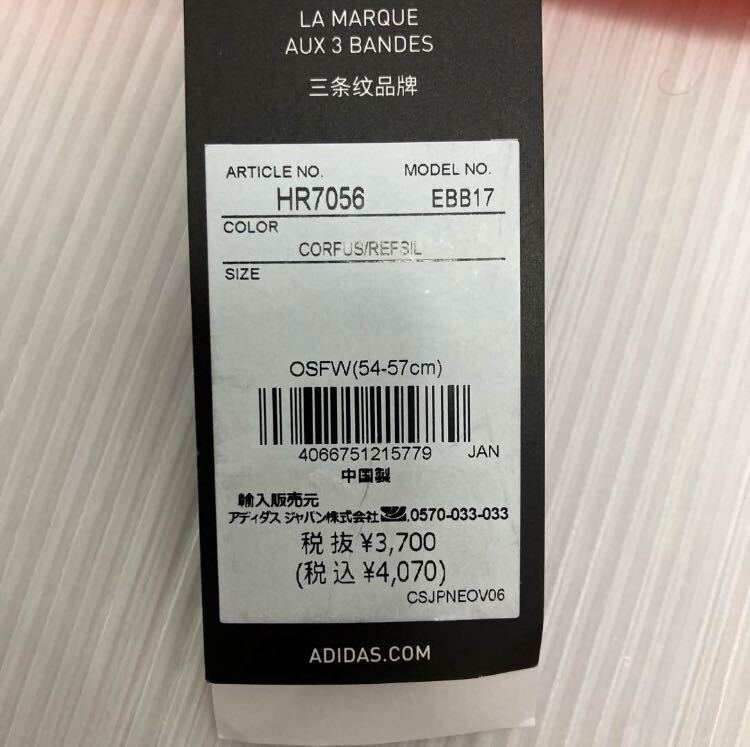 LA MARQUE
AUX 3 BANDES
三条纹品牌
ARTICLE NO. MODEL NO.
HR7056 EBB17
COLOR
CORFUS/REFSIL
SIZE
OSFW(54-57cm)
4066751215779 JAN
中国製
輸入販売元
アディダス ジャパン株式会社 0570-033-033
税 抜 ¥3,700
(税 込 ¥4,070)
CSJPNEOV06
ADIDAS.COM